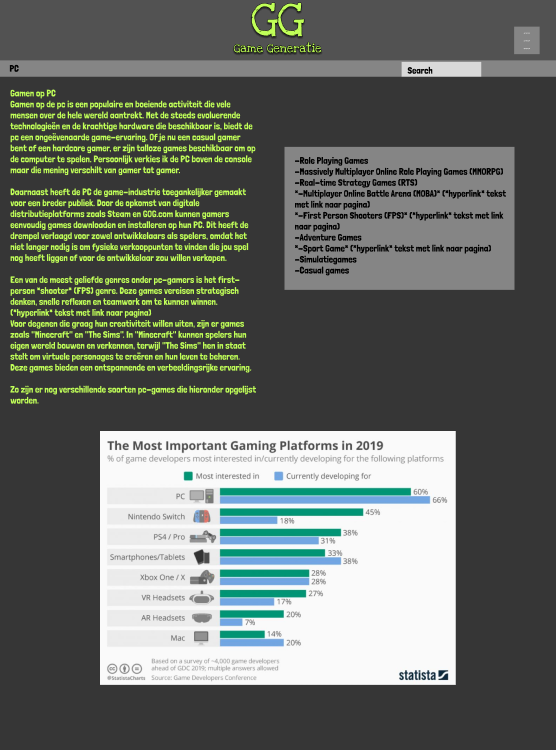 GG
Game Generatie
PC
Search
Gamen op PC
Gamen op de pc is een populaire en boeiende activiteit die vele
mensen over de hele wereld aantrekt. Met de steeds evoluerende
technologieën en de krachtige hardware die beschikbaar is, biedt de
pc een ongeëvenaarde game-ervaring. Of je nu een casual gamer
bent of een hardcore gamer, er zijn talloze games beschikbaar om op
de computer te spelen. Persoonlijk verkies ik de PC boven de console
maar die mening verschilt van gamer tot gamer.
Daarnaast heeft de PC de game-industrie toegankelijker gemaakt
voor een breder publiek. Door de opkomst van digitale
distributieplatforms zoals Steam en GOG.com kunnen gamers
eenvoudig games downloaden en installeren op hun PC. Dit heeft de
drempel verlaagd voor zowel ontwikkelaars als spelers, omdat het
niet langer nodig is om fysieke verkooppunten te vinden die jou spel
nog heeft liggen of voor de ontwikkelaar zou willen verkopen.
Een van de meest geliefde genres onder pc-gamers is het first-
person "shooter" (FPS) genre. Deze games vereisen strategisch
denken, snelle reflexen en teamwork om te kunnen winnen.
(*hyperlink* tekst met link naar pagina)
Voor degenen die graag hun creativiteit willen uiten, zijn er games
zoals "Minecraft" en "The Sims". In "Minecraft" kunnen spelers hun
eigen wereld bouwen en verkennen, terwijl "The Sims" hen in staat
stelt om virtuele personages te creëren en hun leven te beheren.
Deze games bieden een ontspannende en verbeeldingsrijke ervaring.
Zo zijn er nog verschillende soorten pc-games die hieronder opgelijst
worden.
-Role Playing Games
-Massively Multiplayer Online Role Playing Games (MMORPG)
-Real-time Strategy Games (RTS)
*-Multiplayer Online Battle Arena (MOBA)* (*hyperlink* tekst
met link naar pagina)
*-First Person Shooters (FPS)* (*hyperlink* tekst met link
naar pagina)
-Adventure Games
*-Sport Game* (*hyperlink* tekst met link naar pagina)
-Simulatiegames
-Casual games
The Most Important Gaming Platforms in 2019
% of game developers most interested in/currently developing for the following platforms
Most interested in Currently developing for
PC 60%
66%
Nintendo Switch 45%
18%
PS4 / Pro 38%
31%
Smartphones/Tablets 33%
38%
Xbox One / X 28%
28%
VR Headsets 27%
17%
AR Headsets 20%
7%
Mac 14%
20%
Based on a survey of ~4,000 game developers
ahead of GDC 2019; multiple answers allowed
@StatistaCharts Source: Game Developers Conference
statista